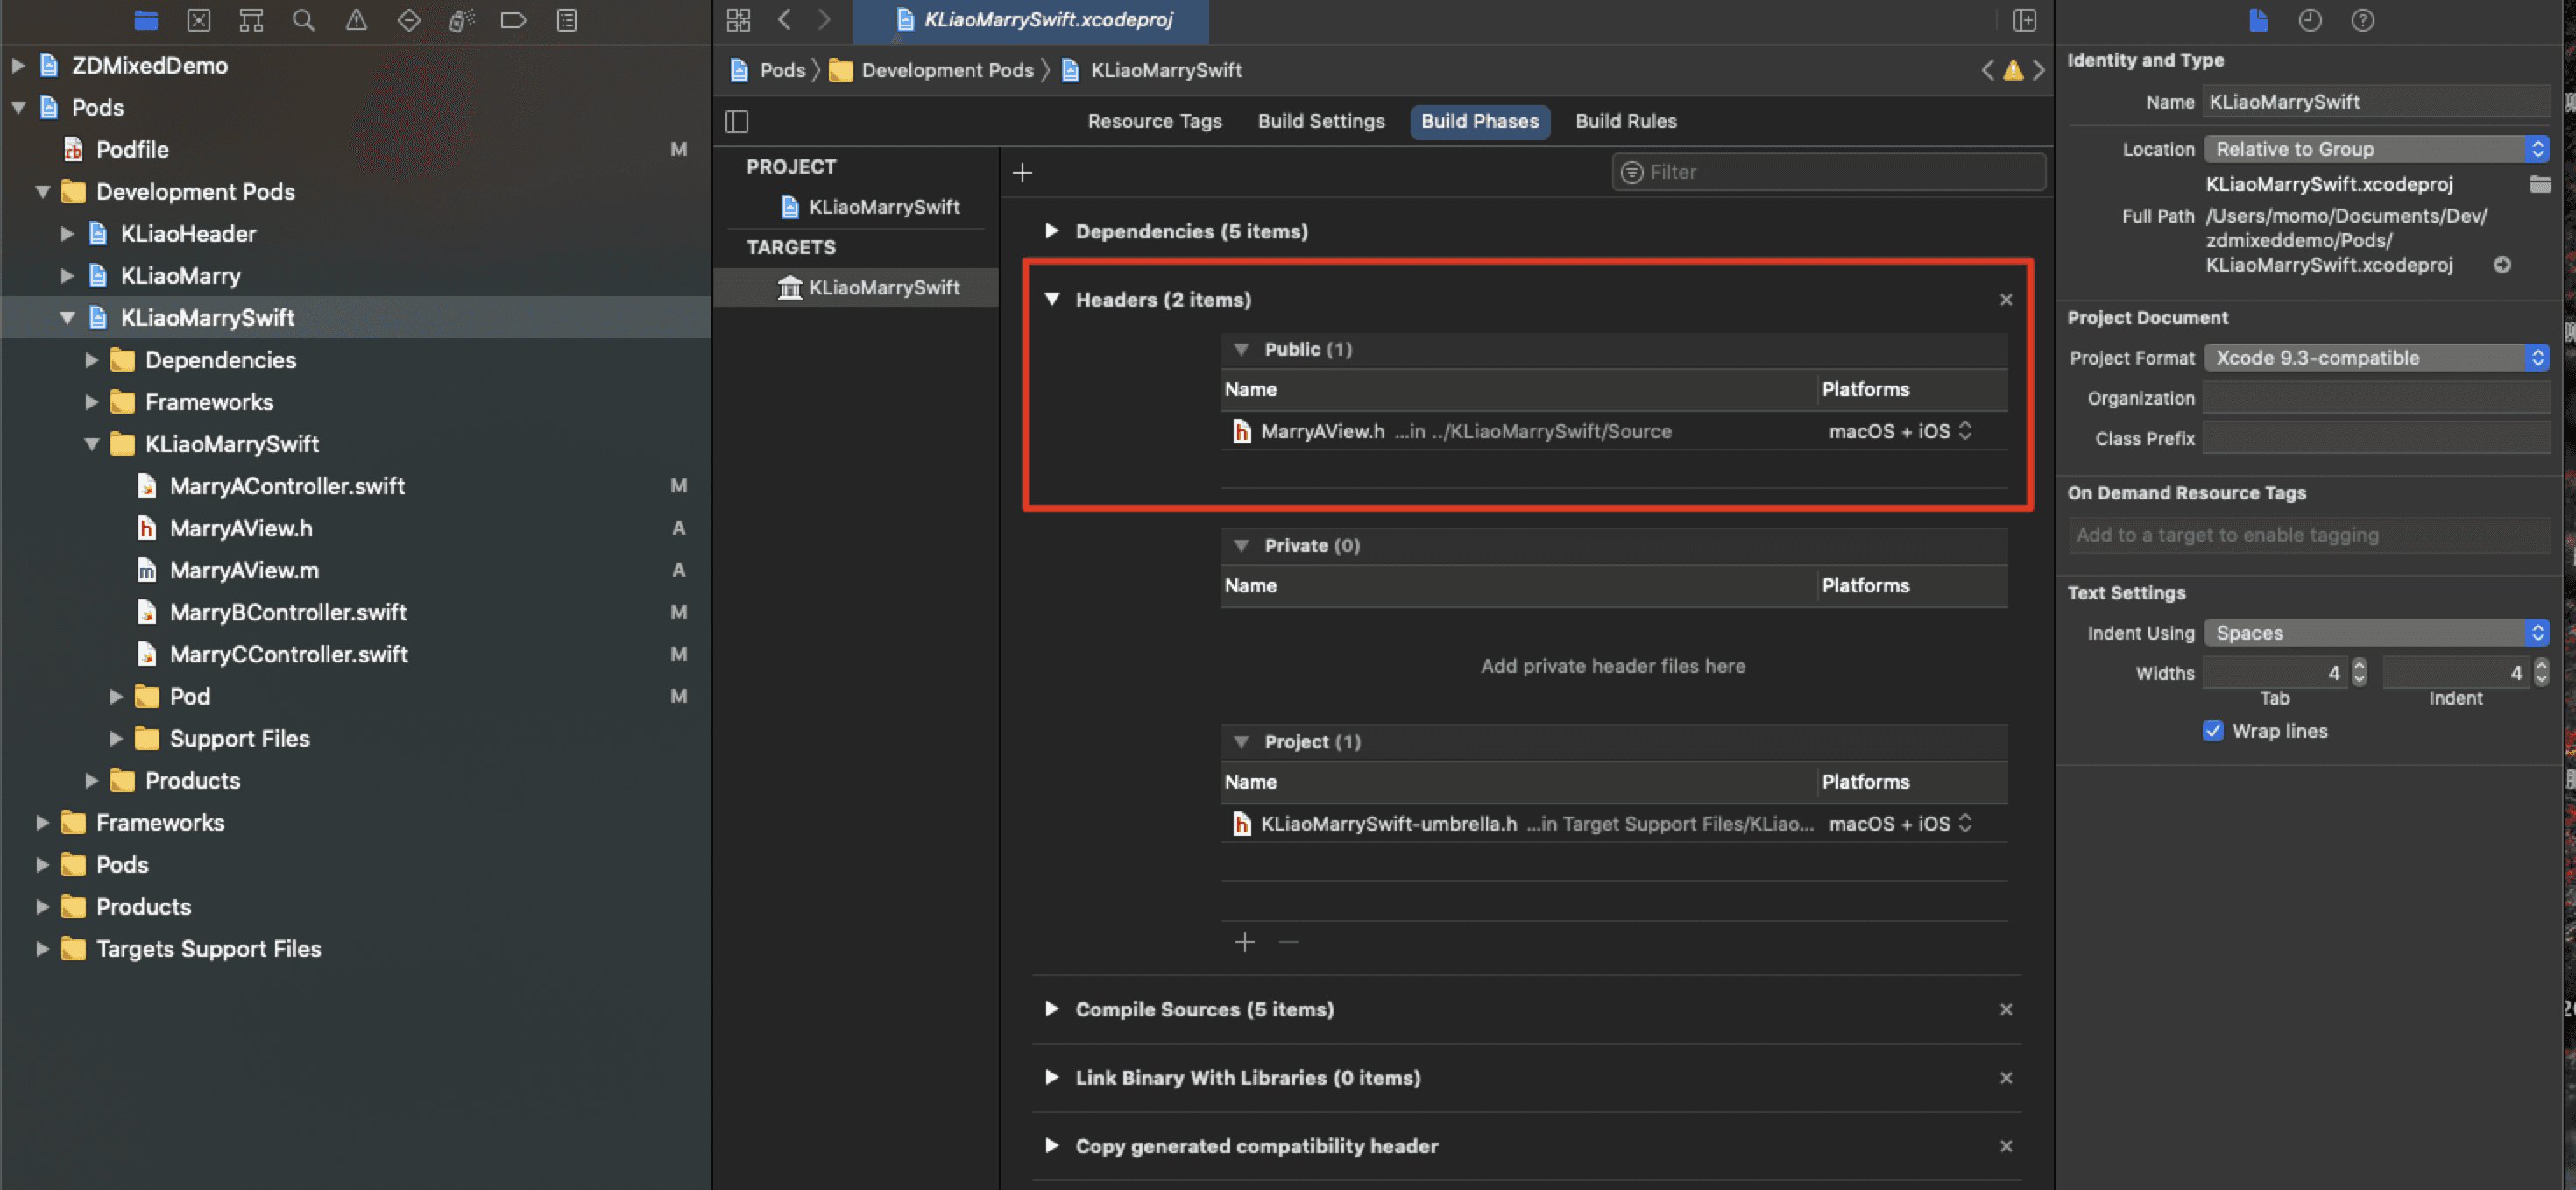 ZDMixedDemo
Pods
Podfile M
Development Pods
KLiaoHeader
KLiaoMarry
KLiaoMarrySwift
Dependencies
Frameworks
KLiaoMarrySwift
MarryAController.swift M
MarryAView.h A
MarryAView.m A
MarryBController.swift M
MarryCController.swift M
Pod M
Support Files
Products
Frameworks
Pods
Products
Targets Support Files
KLiaoMarrySwift.xcodeproj
Pods 〉 Development Pods 〉 KLiaoMarrySwift
Resource Tags Build Settings Build Phases Build Rules
PROJECT
KLiaoMarrySwift
TARGETS
KLiaoMarrySwift
Filter
Dependencies (5 items)
Headers (2 items)
Public (1)
Name Platforms
MarryAView.h ...in ../KLiaoMarrySwift/Source macOS + iOS
Private (0)
Name Platforms
Add private header files here
Project (1)
Name Platforms
KLiaoMarrySwift-umbrella.h ...in Target Support Files/KLiao... macOS + iOS
Compile Sources (5 items)
Link Binary With Libraries (0 items)
Copy generated compatibility header
Identity and Type
Name KLiaoMarrySwift
Location Relative to Group
KLiaoMarrySwift.xcodeproj
Full Path /Users/momo/Documents/Dev/
zdmixeddemo/Pods/
KLiaoMarrySwift.xcodeproj
Project Document
Project Format Xcode 9.3-compatible
Organization
Class Prefix
On Demand Resource Tags
Add to a target to enable tagging
Text Settings
Indent Using Spaces
Widths 4 4
Tab Indent
Wrap lines